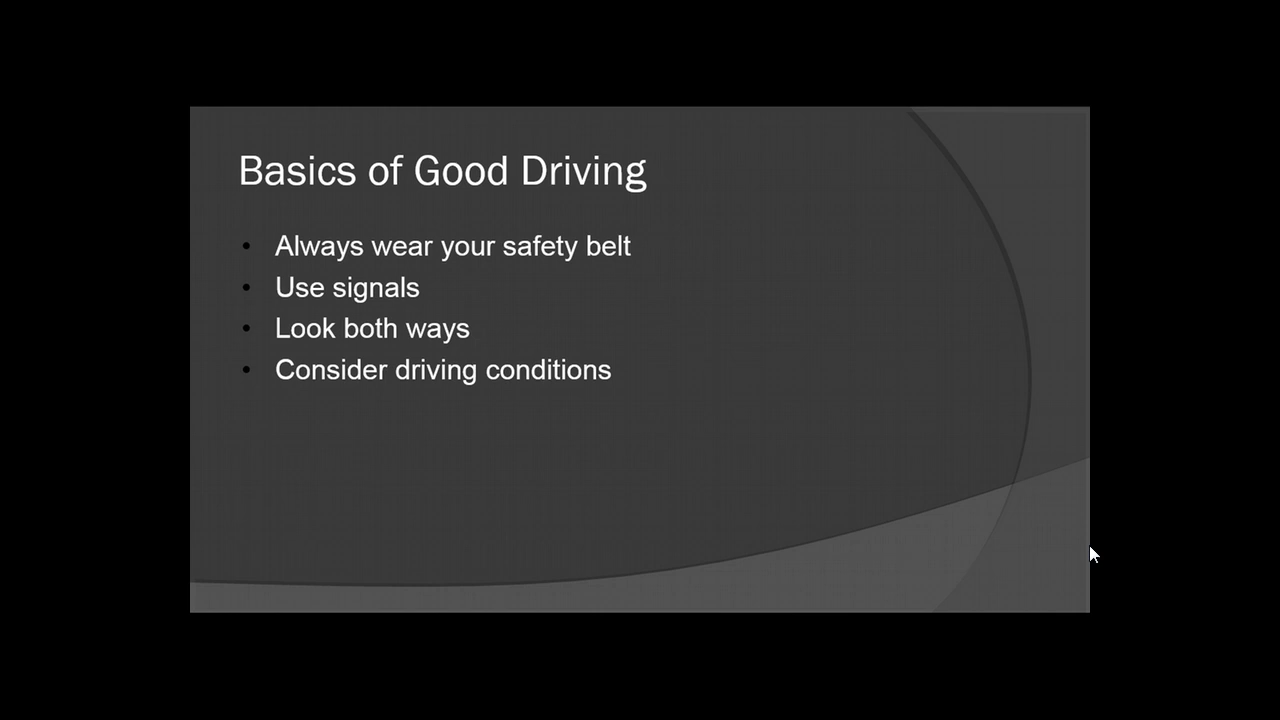 Basics of Good Driving
• Always wear your safety belt
• Use signals
• Look both ways
• Consider driving conditions